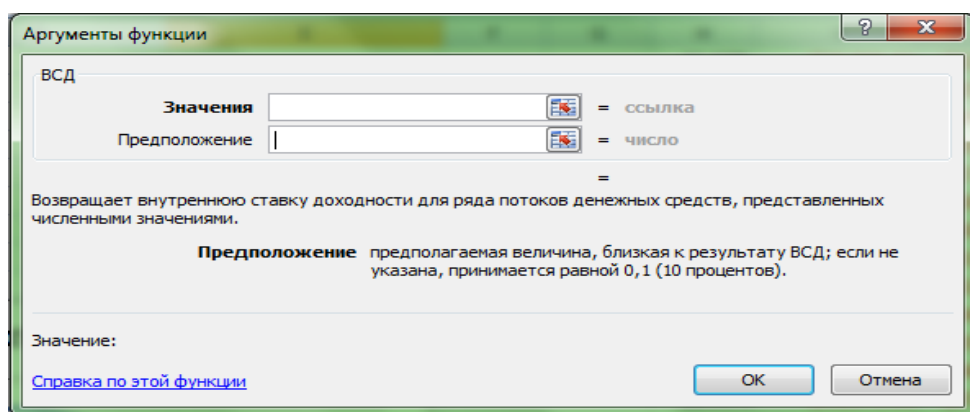 Аргументы функции
ВСД
Значения = ссылка
Предположение = число
=
Возвращает внутреннюю ставку доходности для ряда потоков денежных средств, представленных
численными значениями.
Предположение предполагаемая величина, близкая к результату ВСД; если не
указана, принимается равной 0,1 (10 процентов).
Значение:
Справка по этой функции
ОК
Отмена